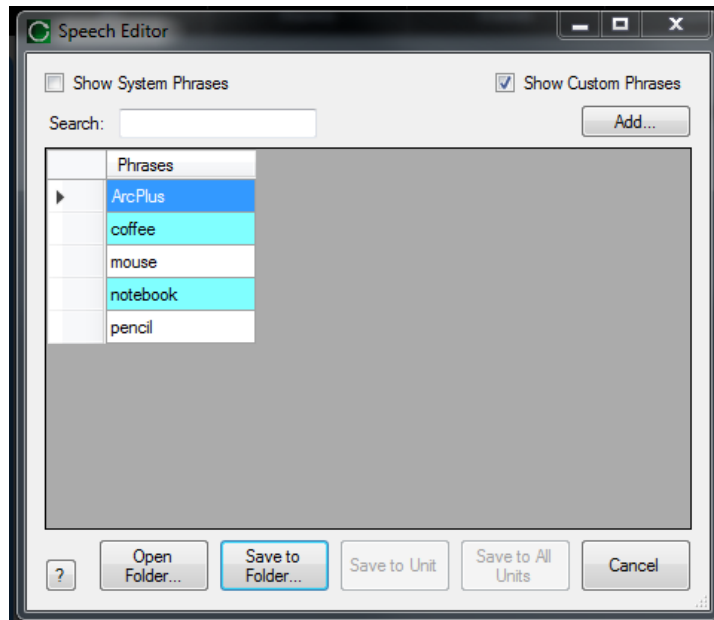 Speech Editor
Show System Phrases
Show Custom Phrases
Search:
Add...
Phrases
ArcPlus
coffee
mouse
notebook
pencil
?
Open
Folder...
Save to
Folder...
Save to Unit
Save to All
Units
Cancel